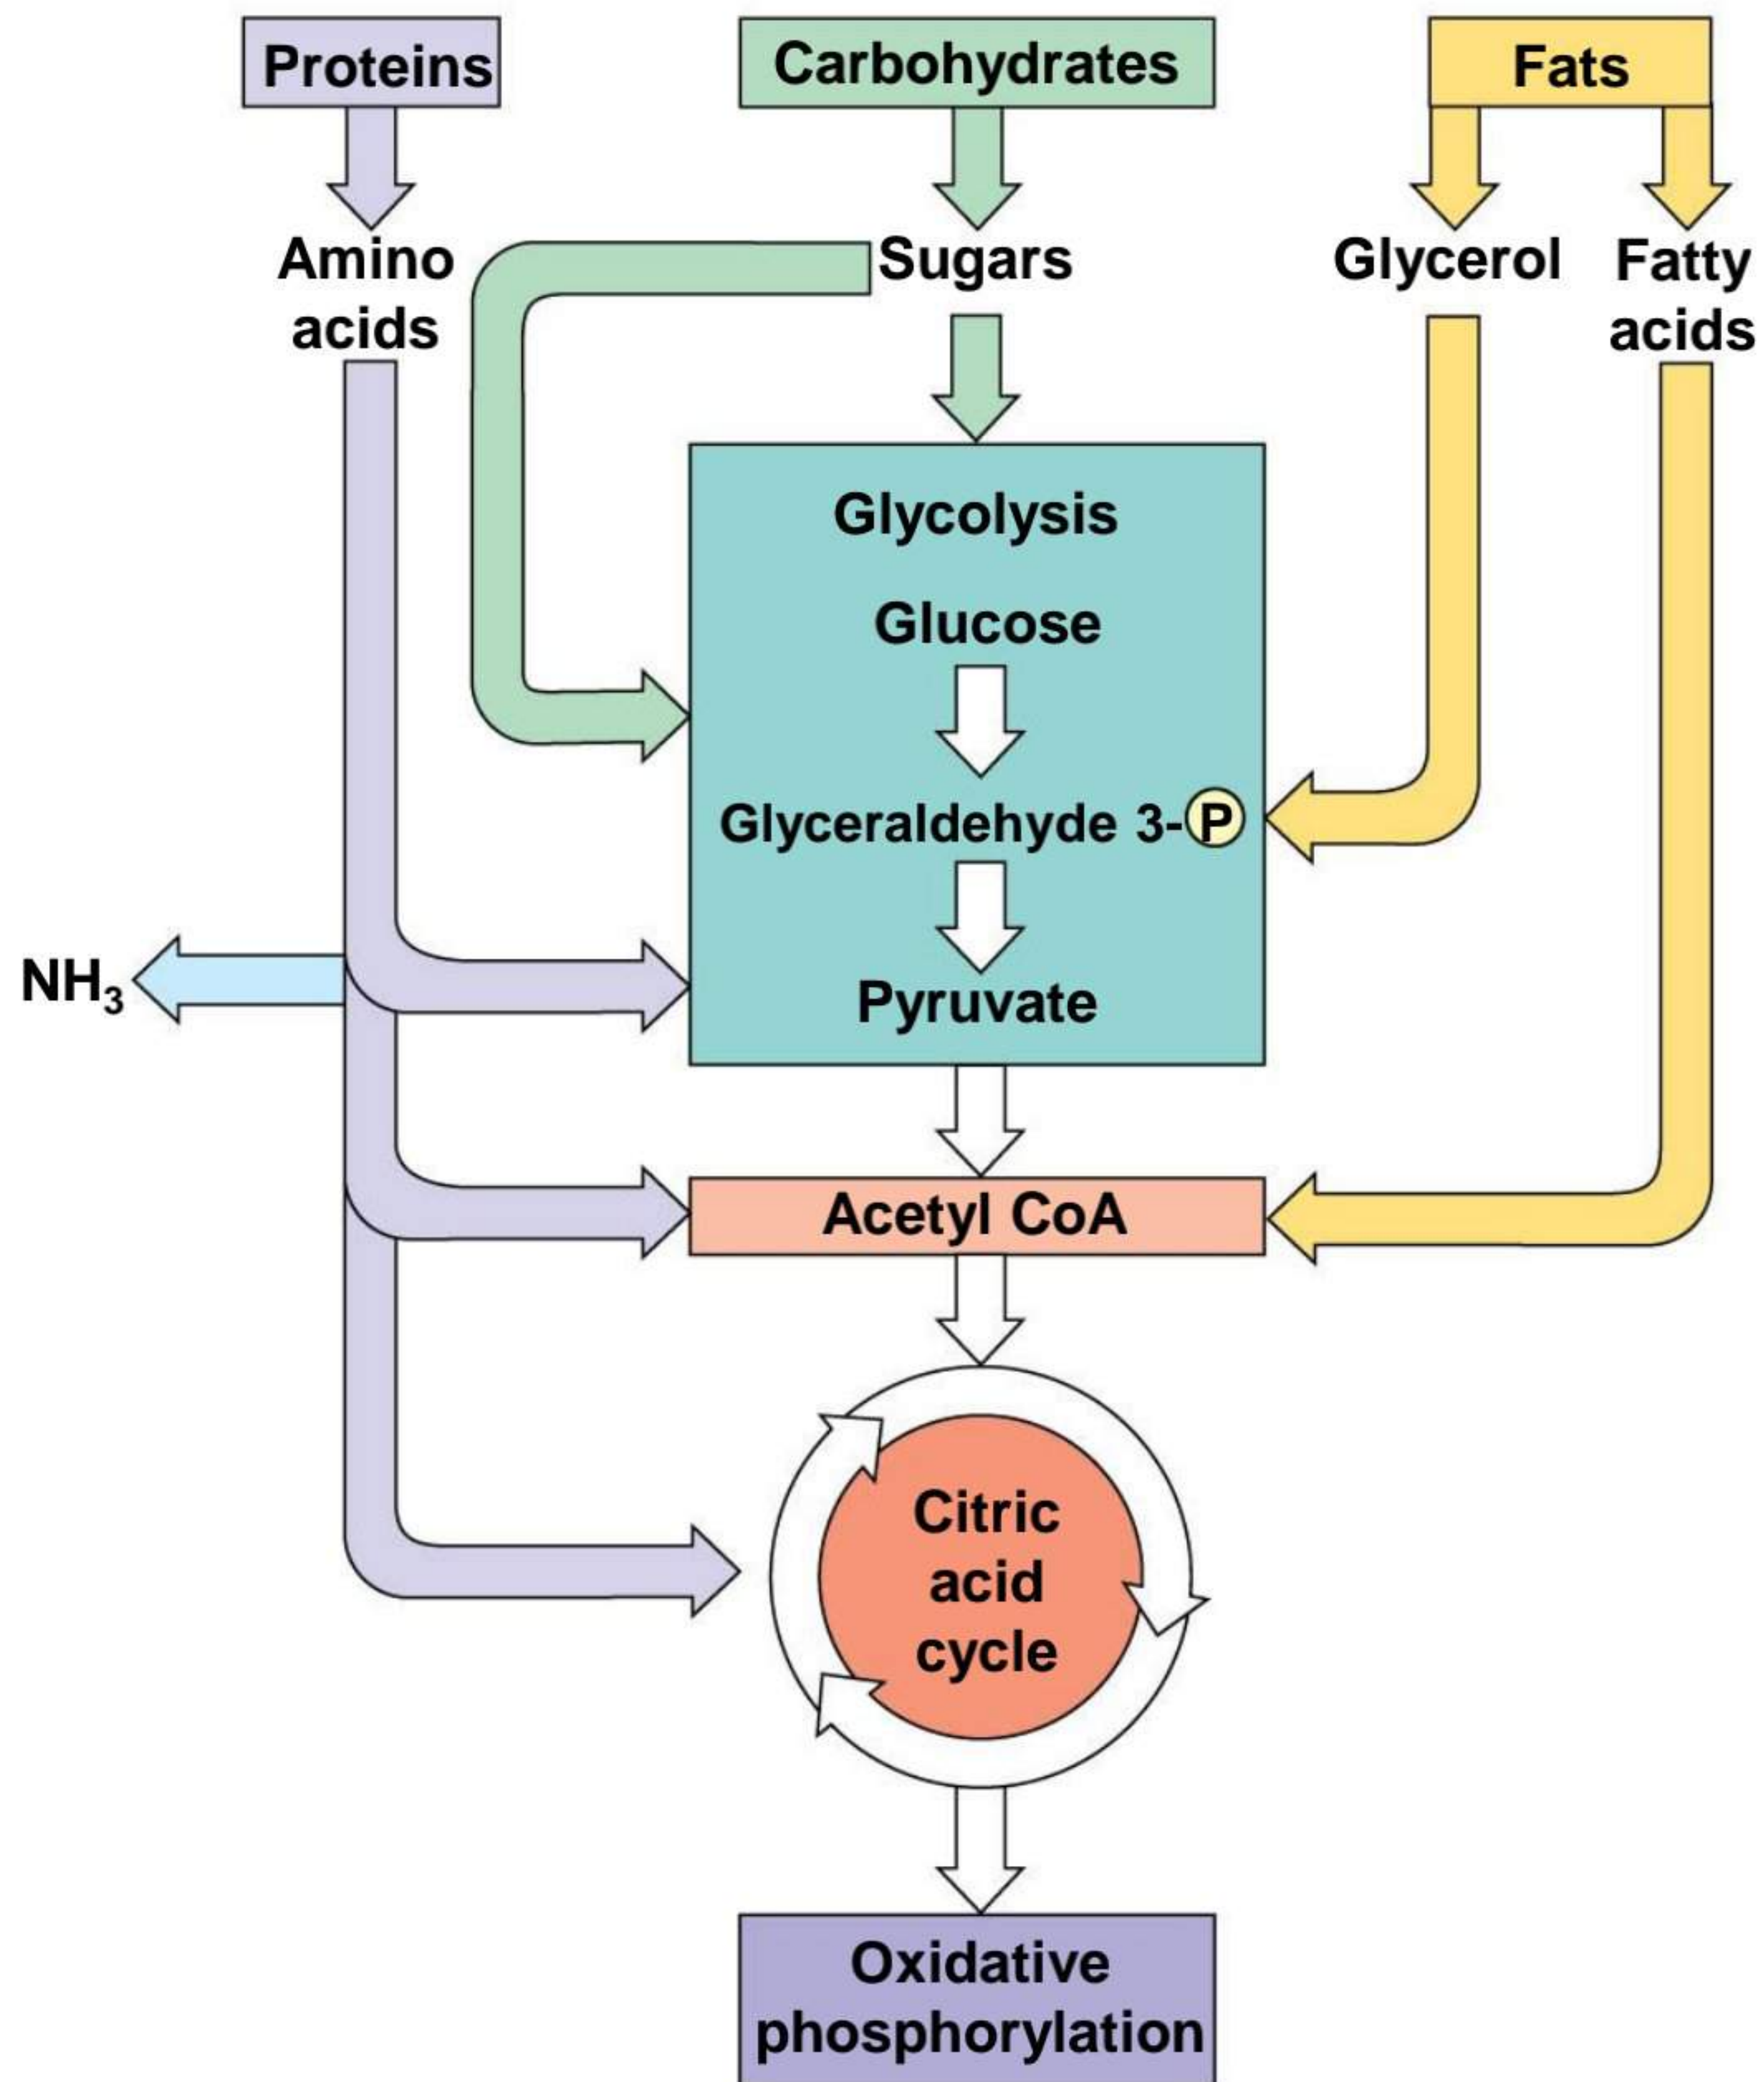 Proteins
Carbohydrates
Fats
Amino
acids
Sugars
Glycerol
Fatty
acids
Glycolysis
Glucose
Glyceraldehyde 3-P
NH₃
Pyruvate
Acetyl CoA
Citric
acid
cycle
Oxidative
phosphorylation